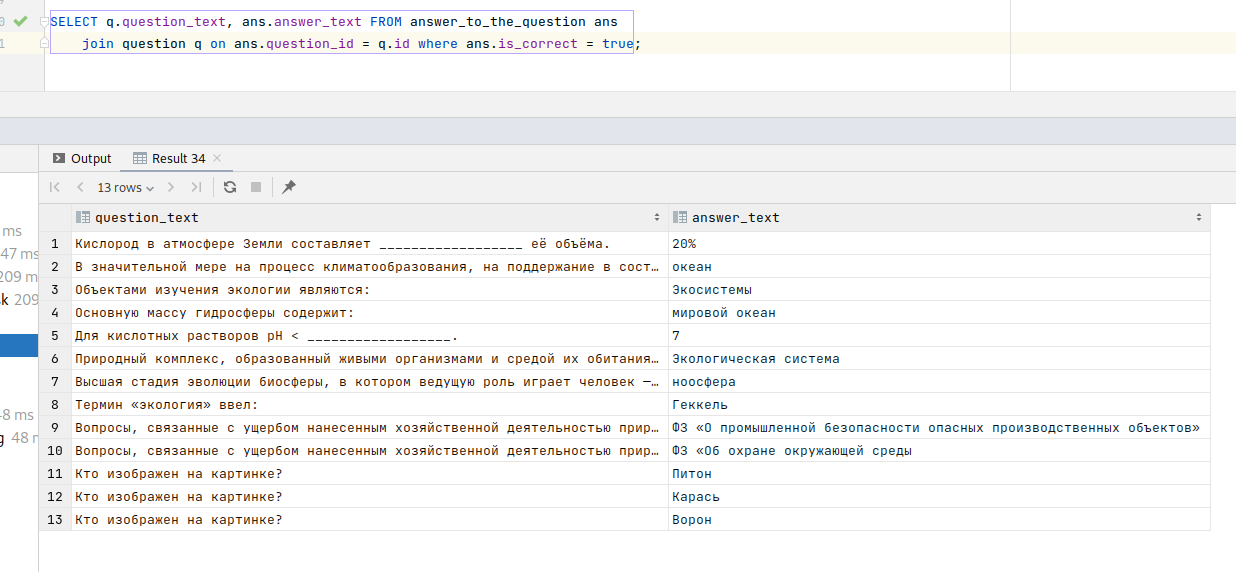 0
SELECT q.question_text, ans.answer_text FROM answer_to_the_question ans
1
join question q on ans.question_id = q.id where ans.is_correct = true;
Output
Result 34
13 rows
question_text answer_text
1 Кислород в атмосфере Земли составляет __________________ её объёма. 20%
2 В значительной мере на процесс климатообразования, на поддержание в сост… океан
3 Объектами изучения экологии являются: Экосистемы
4 Основную массу гидросферы содержит: мировой океан
5 Для кислотных растворов pH < __________________. 7
6 Природный комплекс, образованный живыми организмами и средой их обитания… Экологическая система
7 Высшая стадия эволюции биосферы, в котором ведущую роль играет человек —… ноосфера
8 Термин «экология» ввел: Геккель
9 Вопросы, связанные с ущербом нанесенным хозяйственной деятельностью прир… ФЗ «О промышленной безопасности опасных производственных объектов»
10 Вопросы, связанные с ущербом нанесенным хозяйственной деятельностью прир… ФЗ «Об охране окружающей среды
11 Кто изображен на картинке? Питон
12 Кто изображен на картинке? Карась
13 Кто изображен на картинке? Ворон
ms
47 ms
209 m
sk 209
48 ms
g 48 m